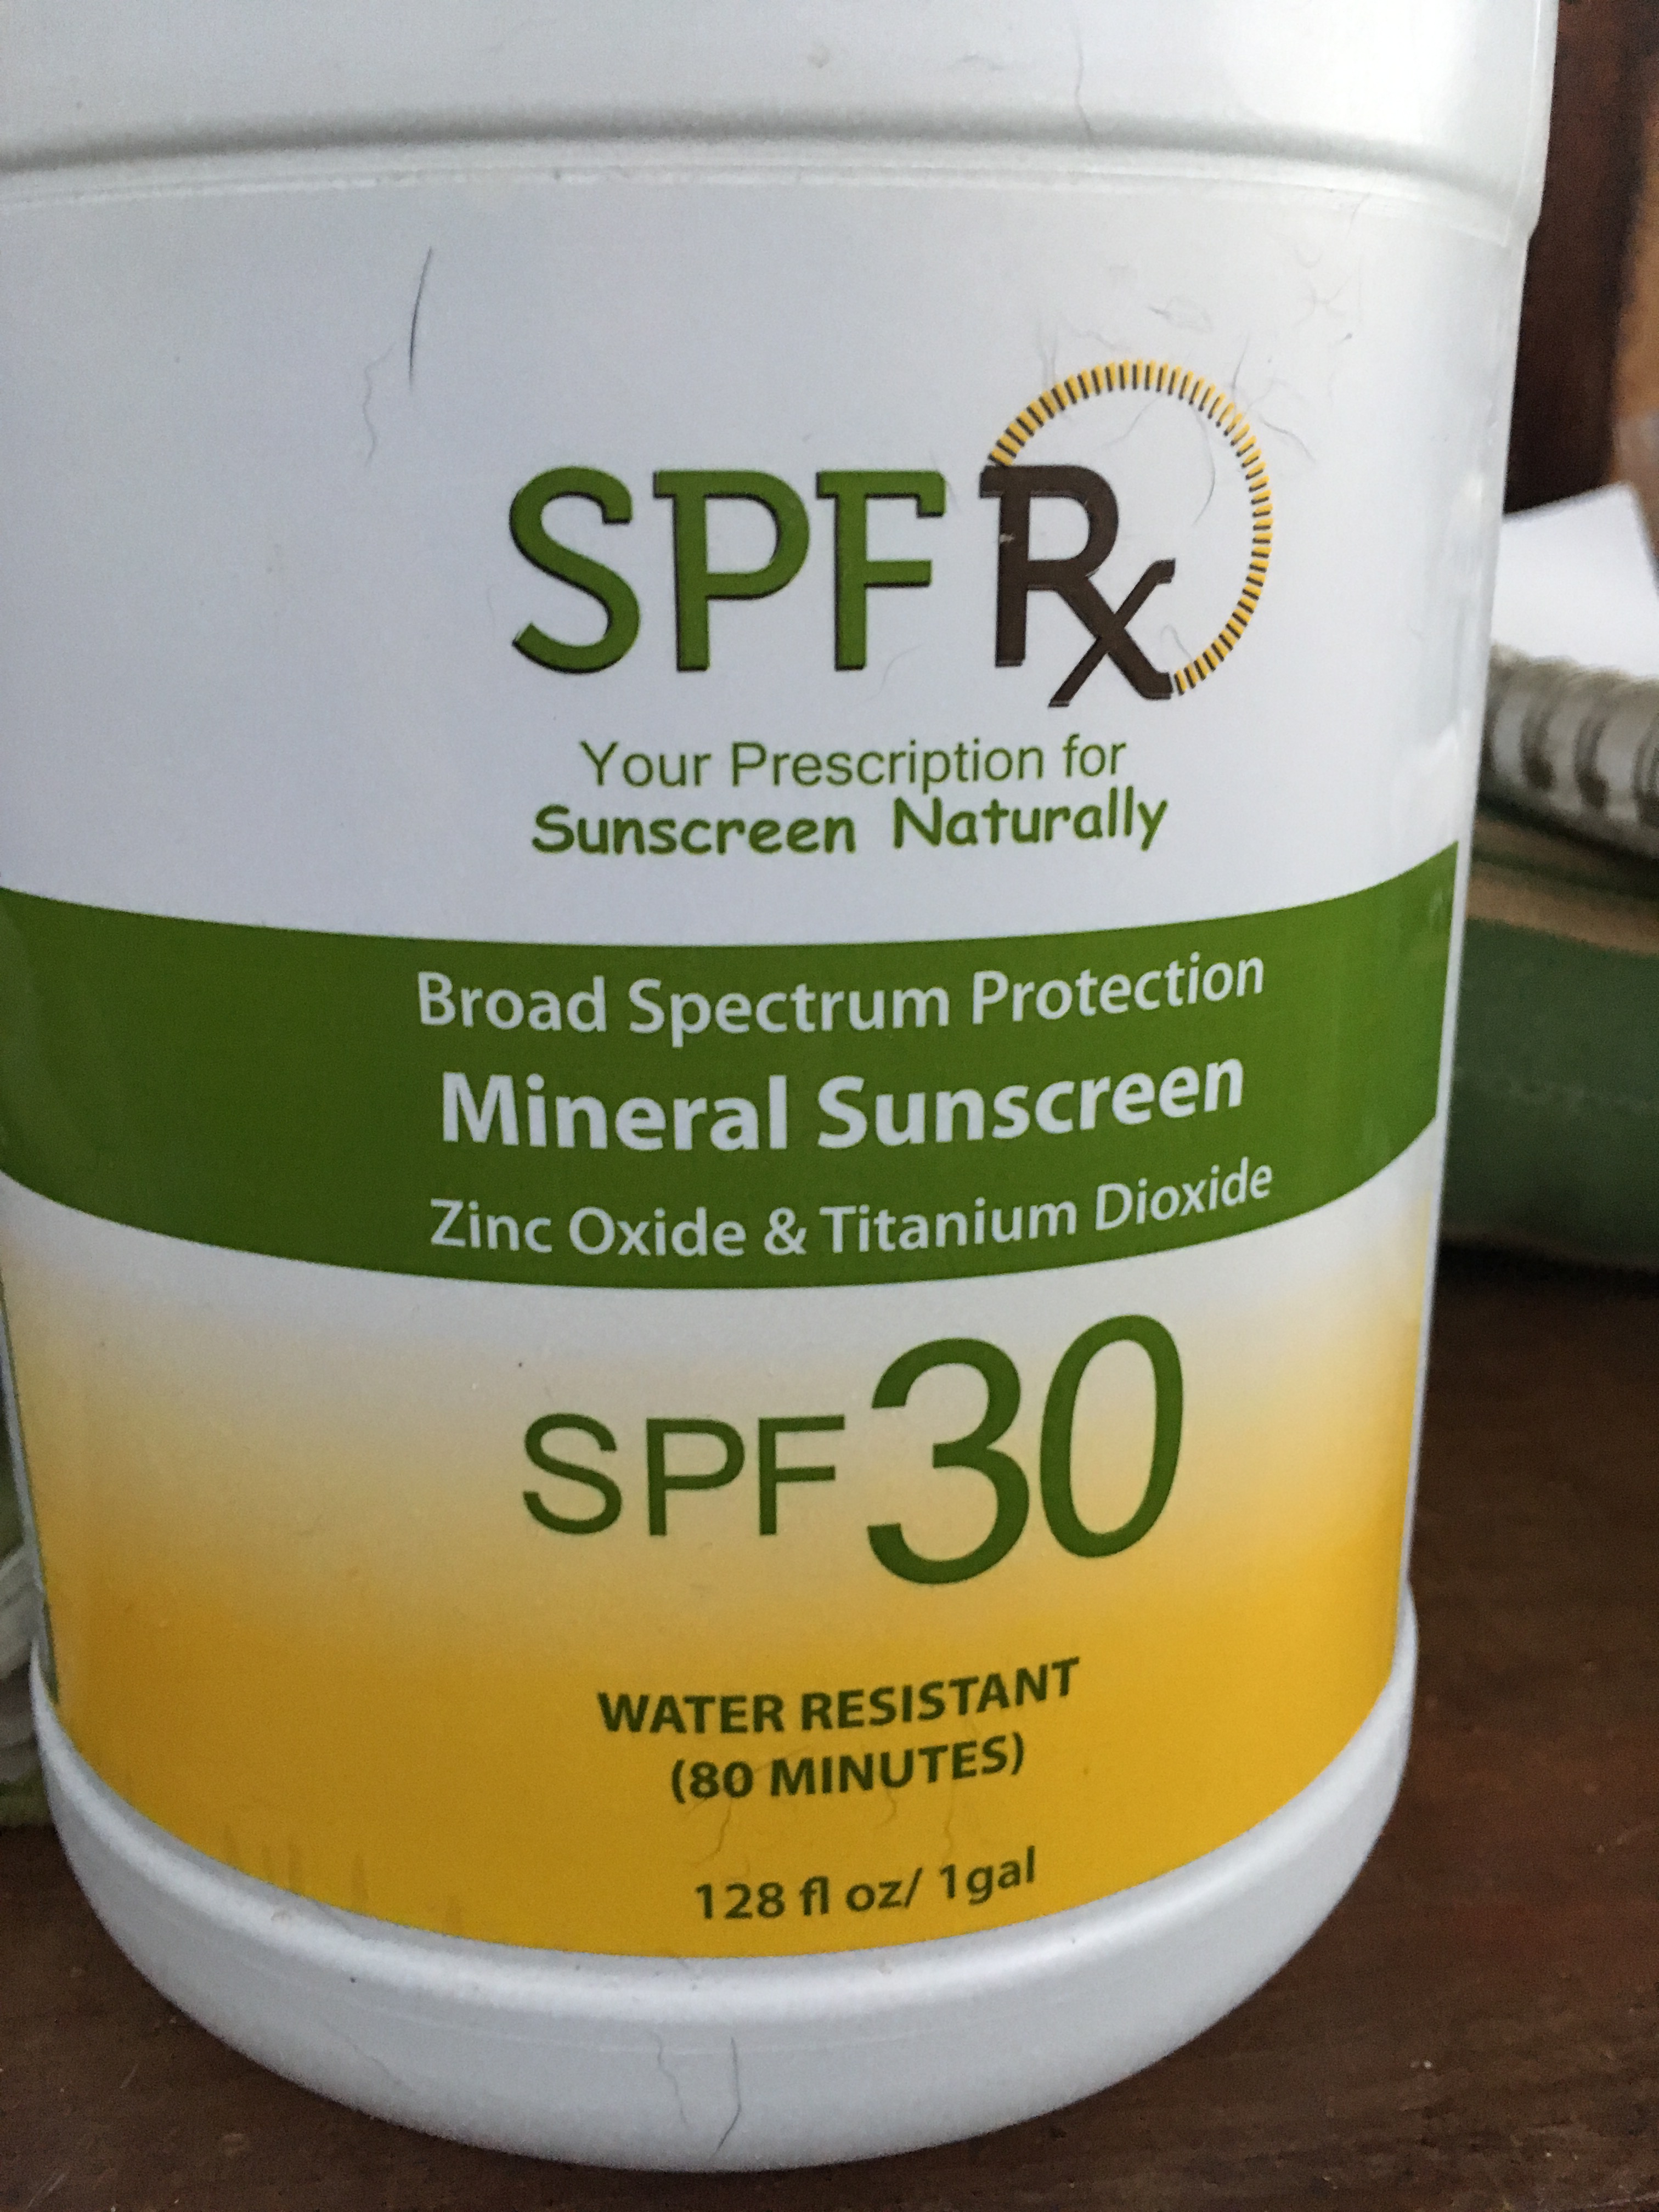 SPF Rx
Your Prescription for
Sunscreen Naturally
Broad Spectrum Protection
Mineral Sunscreen
Zinc Oxide & Titanium Dioxide
SPF 30
WATER RESISTANT
(80 MINUTES)
128 fl oz/ 1gal